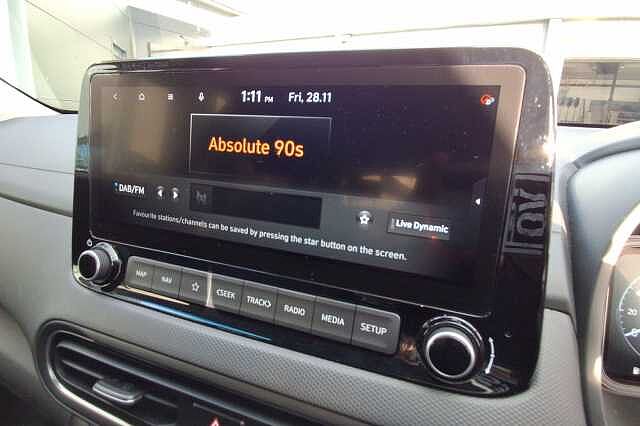 1:11 PM Fri, 28.11
Absolute 90s
DAB/FM
Live Dynamic
Favourite stations/channels can be saved by pressing the star button on the screen.
MAP NAV <SEEK TRACK> RADIO MEDIA SETUP
20